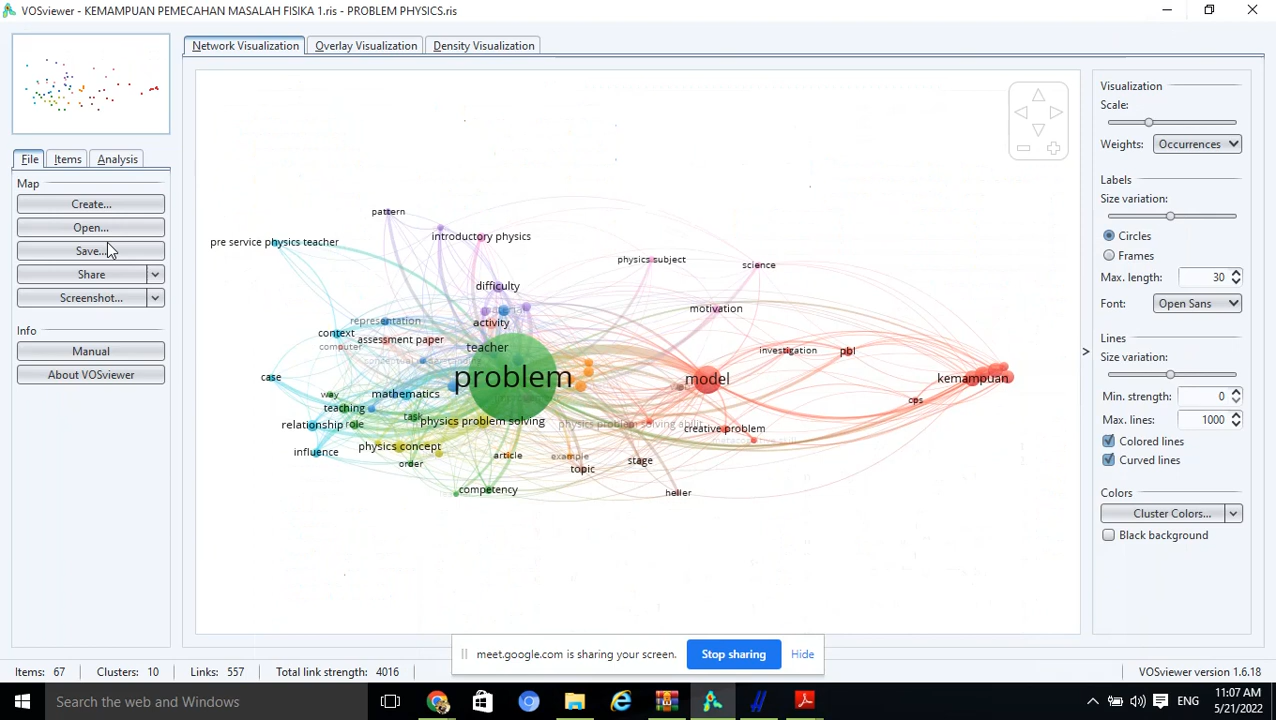 VOSviewer - KEMAMPUAN PEMECAHAN MASALAH FISIKA 1.ris - PROBLEM PHYSICS.ris
Network Visualization
Overlay Visualization
Density Visualization
File
Items
Analysis
Map
Create...
Open...
Save...
Share
Screenshot...
Info
Manual
About VOSviewer
pattern
introductory physics
pre service physics teacher
physics subject
science
difficulty
motivation
representation
activity
context
assessment paper
computer
teacher
investigation
pbl
case
problem
model
kemampuan
way
mathematics
cps
teaching
task
relationship
role
physics problem solving
physics problem solving abilit
creative problem
influence
physics concept
order
article
example
topic
stage
competency
heller
Visualization
Scale:
Weights:
Occurrences
Labels
Size variation:
Circles
Frames
Max. length:
30
Font:
Open Sans
>
Lines
Size variation:
Min. strength:
0
Max. lines:
1000
Colored lines
Curved lines
Colors
Cluster Colors...
Black background
meet.google.com is sharing your screen.
Stop sharing
Hide
Items: 67
Clusters: 10
Links: 557
Total link strength: 4016
VOSviewer version 1.6.18
Search the web and Windows
ENG
11:07 AM
5/21/2022